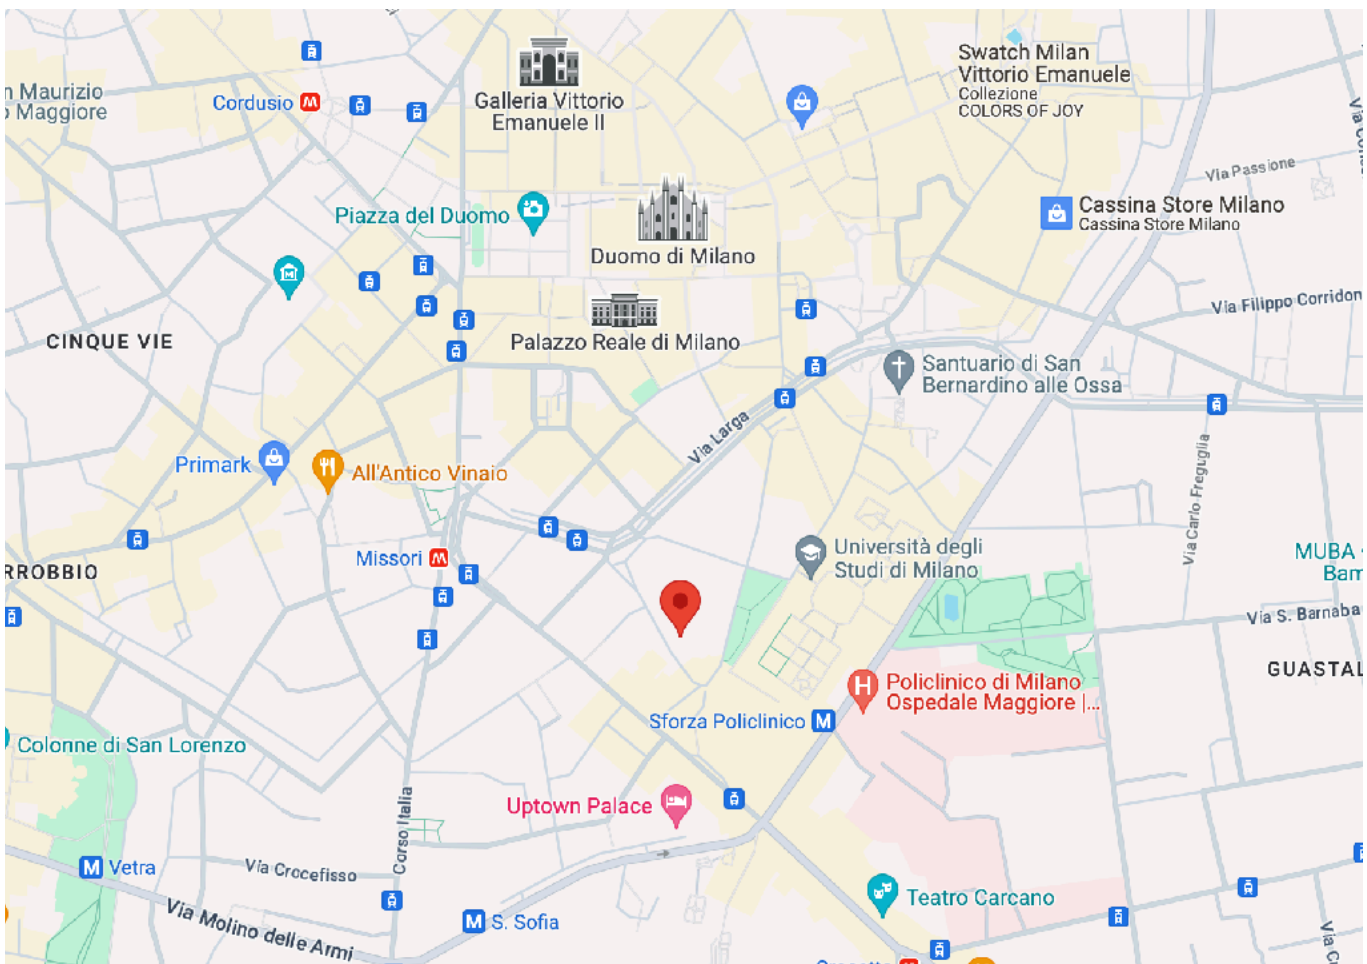 Swatch Milan
Vittorio Emanuele
Collezione
COLORS OF JOY
n Maurizio
Maggiore
Cordusio
Galleria Vittorio
Emanuele II
Via Passione
Piazza del Duomo
Cassina Store Milano
Cassina Store Milano
Duomo di Milano
Via Filippo Corridon
CINQUE VIE
Palazzo Reale di Milano
Santuario di San
Bernardino alle Ossa
Via Larga
Primark
All'Antico Vinaio
Via Carlo Freguglia
Missori
Università degli
Studi di Milano
MUBA
Bam
RROBBIO
Via S. Barnaba
GUASTAL
Policlinico di Milano
Ospedale Maggiore |...
Sforza Policlinico
Colonne di San Lorenzo
Uptown Palace
Corso Italia
Vetra
Via Crocefisso
Teatro Carcano
Via Molino delle Armi
S. Sofia